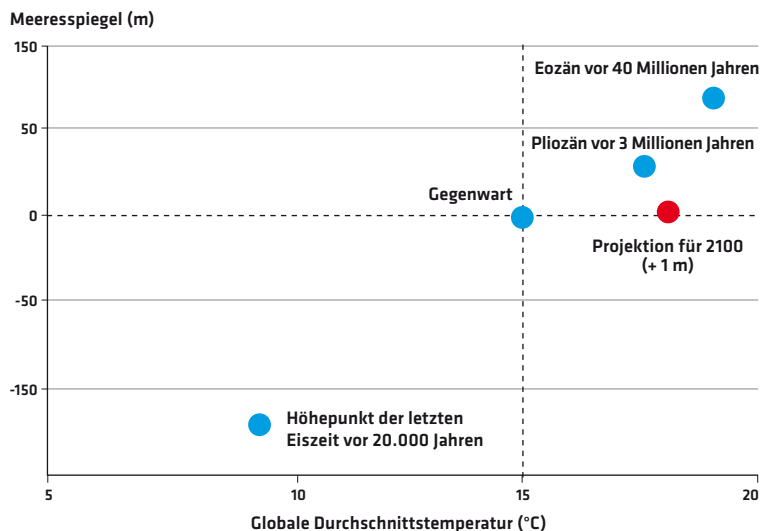 Meeresspiegel (m)
150
Eozän vor 40 Millionen Jahren
50
Pliozän vor 3 Millionen Jahren
Gegenwart
0
Projektion für 2100
(+ 1 m)
-50
-150
Höhepunkt der letzten
Eiszeit vor 20.000 Jahren
5
10
15
20
Globale Durchschnittstemperatur (°C)